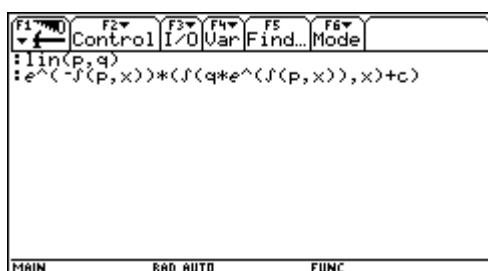 F1 F2 F3 F4 F5 F6
Control I/O Var Find... Mode
:lin(p,q)
:e^(-∫(p,x))*(∫(q*e^(∫(p,x)),x)+c)
MAIN RAD AUTO FUNC